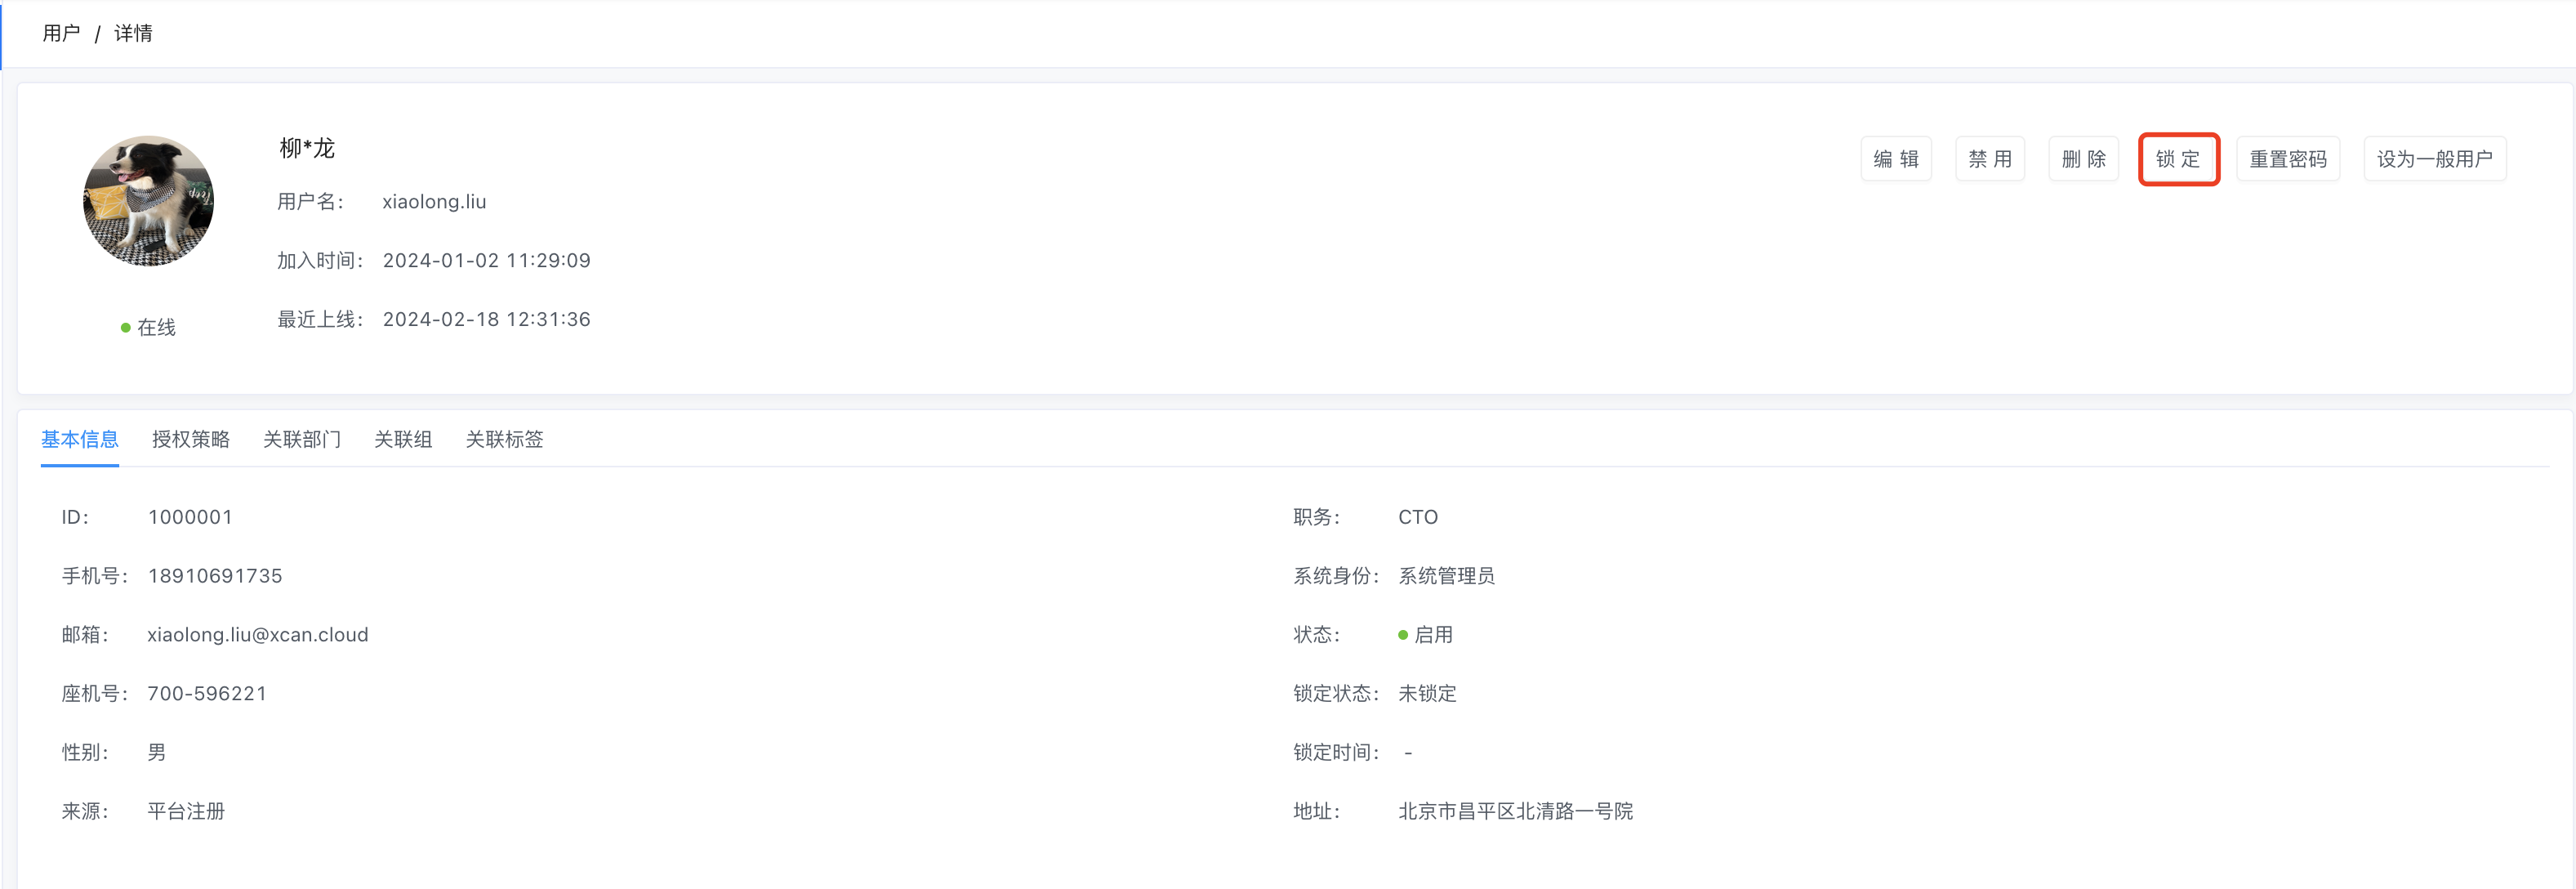 用户 / 详情
柳*龙
编 辑 禁 用 删 除 锁 定 重置密码 设为一般用户
用户名： xiaolong.liu
加入时间： 2024-01-02 11:29:09
最近上线： 2024-02-18 12:31:36
在线
基本信息 授权策略 关联部门 关联组 关联标签
ID： 1000001 职务： CTO
手机号： 18910691735 系统身份： 系统管理员
邮箱： xiaolong.liu@xcan.cloud 状态： 启用
座机号： 700-596221 锁定状态： 未锁定
性别： 男 锁定时间： -
来源： 平台注册 地址： 北京市昌平区北清路一号院